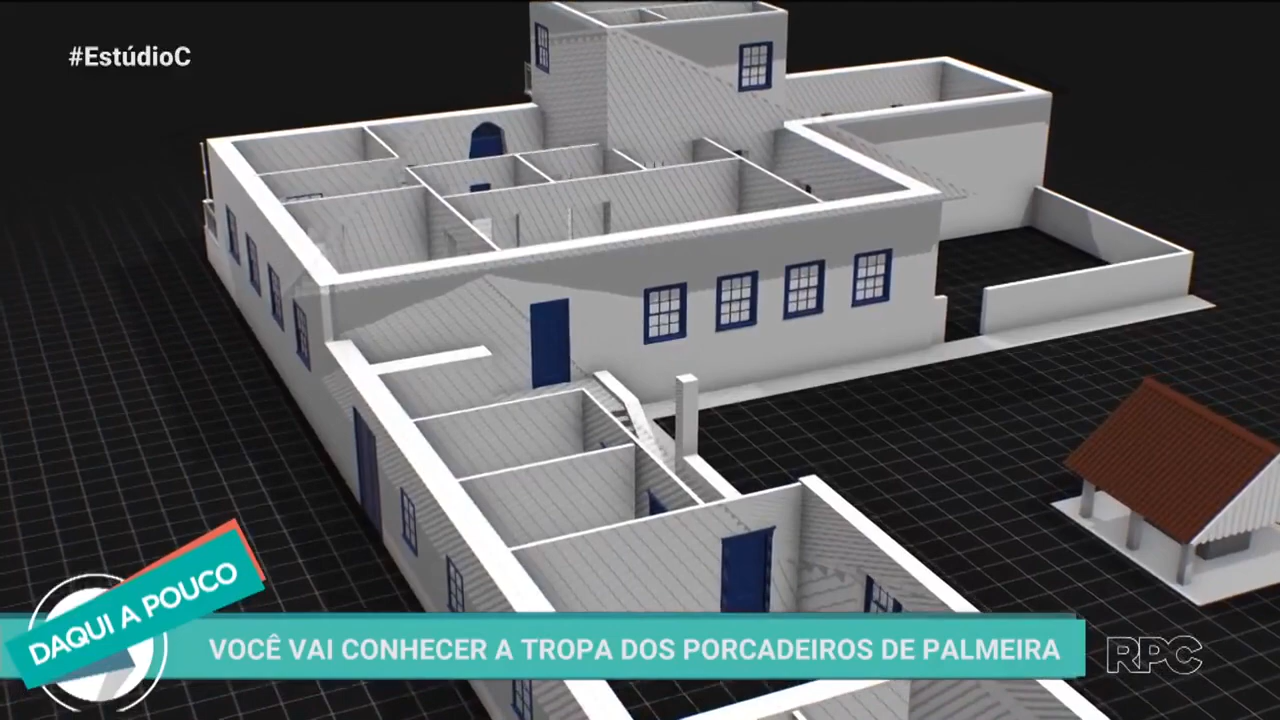 #EstúdioC
DAQUI A POUCO
VOCÊ VAI CONHECER A TROPA DOS PORCADEIROS DE PALMEIRA
RPC